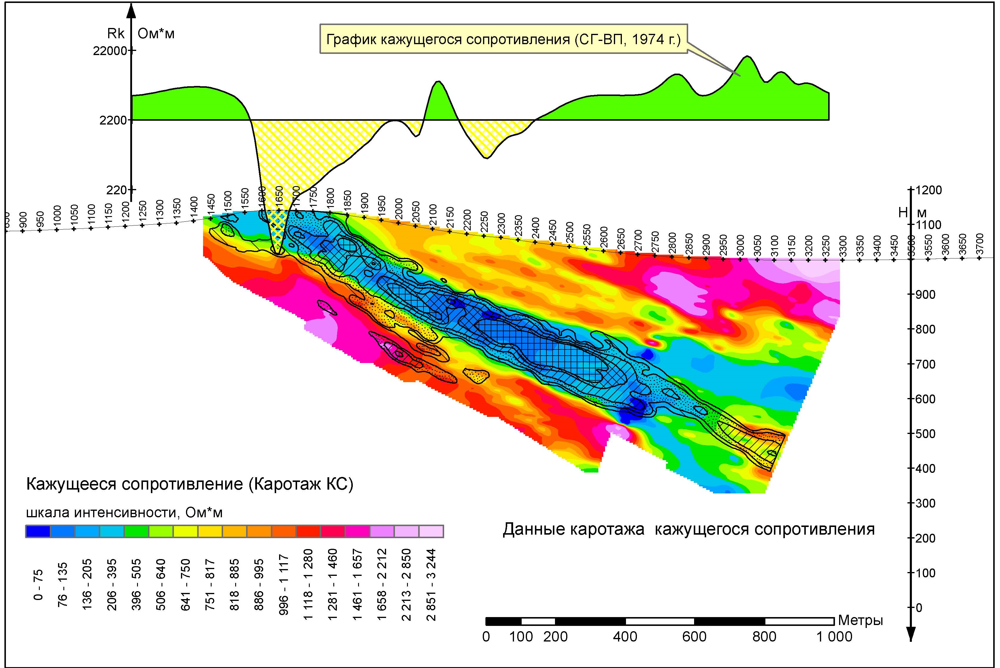 Rk Ом*м
График кажущегося сопротивления (СГ-ВП, 1974 г.)
22000
2200
220
900
950
1000
1050
1100
1150
1200
1250
1300
1350
1400
1450
1500
1550
1600
1650
1700
1750
1800
1850
1900
1950
2000
2050
2100
2150
2200
2250
2300
2350
2400
2450
2500
2550
2600
2650
2700
2750
2800
2850
2900
2950
3000
3050
3100
3150
3200
3250
3300
3350
3400
3450
3500
3550
3600
3650
3700
H м
1200
1100
900
800
700
600
500
400
300
200
100
0
Кажущееся сопротивление (Каротаж КС)
шкала интенсивности, Ом*м
0 - 75
76 - 135
136 - 205
206 - 395
396 - 505
506 - 640
641 - 750
751 - 817
818 - 885
886 - 995
996 - 1 117
1 118 - 1 280
1 281 - 1 460
1 461 - 1 657
1 658 - 2 212
2 213 - 2 850
2 851 - 3 244
Данные каротажа кажущегося сопротивления
Метры
0 100 200 400 600 800 1 000